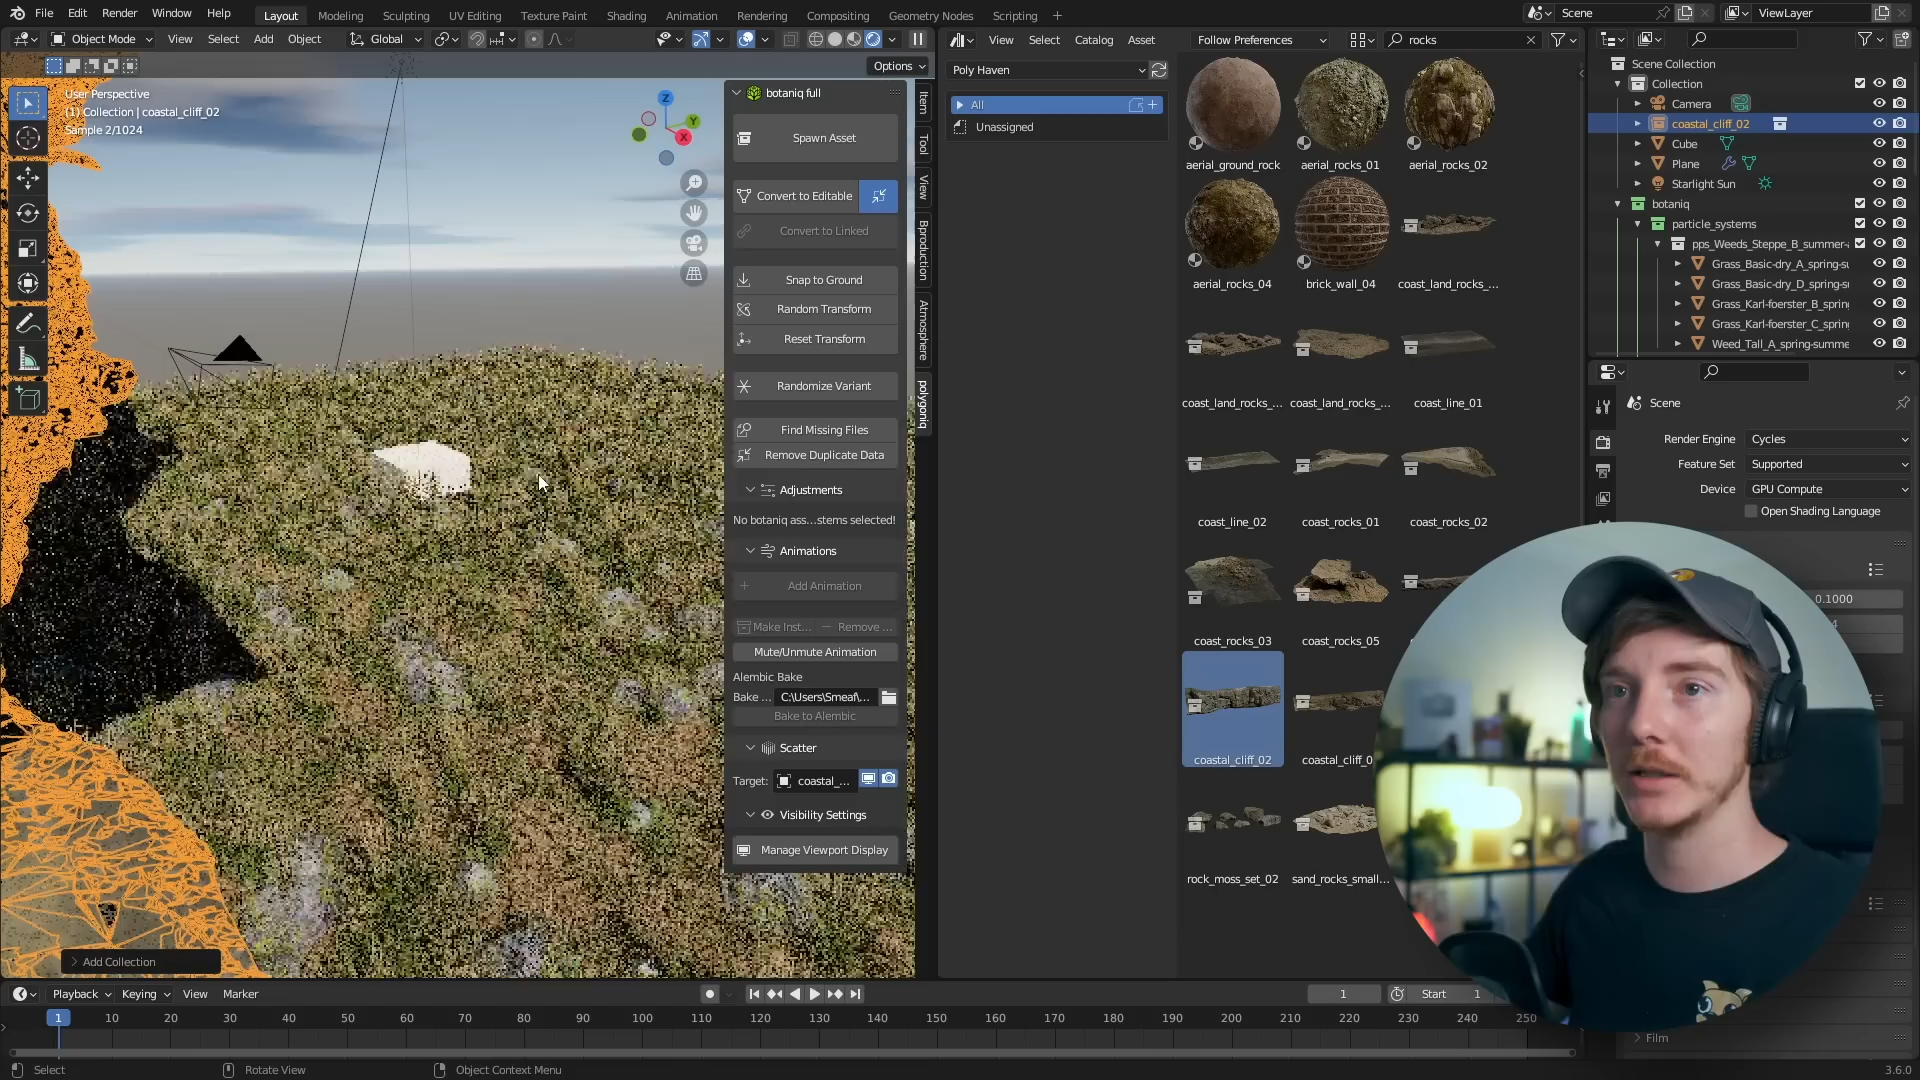 File Edit Render Window Help Layout Modeling Sculpting UV Editing Texture Paint Shading Animation Rendering Compositing Geometry Nodes Scripting Scene ViewLayer
Object Mode View Select Add Object Global
View Select Catalog Asset Follow Preferences rocks
Options
User Perspective
(1) Collection | coastal_cliff_02
Sample 2/1024
Z
Y
X
botaniq full
Spawn Asset
Convert to Editable
Convert to Linked
Snap to Ground
Random Transform
Reset Transform
Randomize Variant
Find Missing Files
Remove Duplicate Data
Adjustments
No botaniq ass...stems selected!
Animations
Add Animation
Make Inst... Remove ...
Mute/Unmute Animation
Alembic Bake
Bake ... C:\Users\Smeaf\...
Bake to Alembic
Scatter
Target: coastal_...
Visibility Settings
Manage Viewport Display
Item
Tool
View
Bproduction
Atmosphere
polygoniq
Add Collection
Poly Haven
All
Unassigned
aerial_ground_rock aerial_rocks_01 aerial_rocks_02
aerial_rocks_04 brick_wall_04 coast_land_rocks_...
coast_land_rocks_... coast_land_rocks_... coast_line_01
coast_line_02 coast_rocks_01 coast_rocks_02
coast_rocks_03 coast_rocks_05
coastal_cliff_02 coastal_cliff_0
rock_moss_set_02 sand_rocks_small...
Scene Collection
Collection
Camera
coastal_cliff_02
Cube
Plane
Starlight Sun
botaniq
particle_systems
pps_Weeds_Steppe_B_summer-
Grass_Basic-dry_A_spring-su
Grass_Basic-dry_D_spring-su
Grass_Karl-foerster_B_spring
Grass_Karl-foerster_C_spring
Weed_Tall_A_spring-summe
Scene
Render Engine Cycles
Feature Set Supported
Device GPU Compute
Open Shading Language
0.1000
Film
Playback Keying View Marker 1 Start 1
1 10 20 30 40 50 60 70 80 90 100 110 120 130 140 150 160 170 180 190 200 210 220 230 240 250
Select Rotate View Object Context Menu 3.6.0